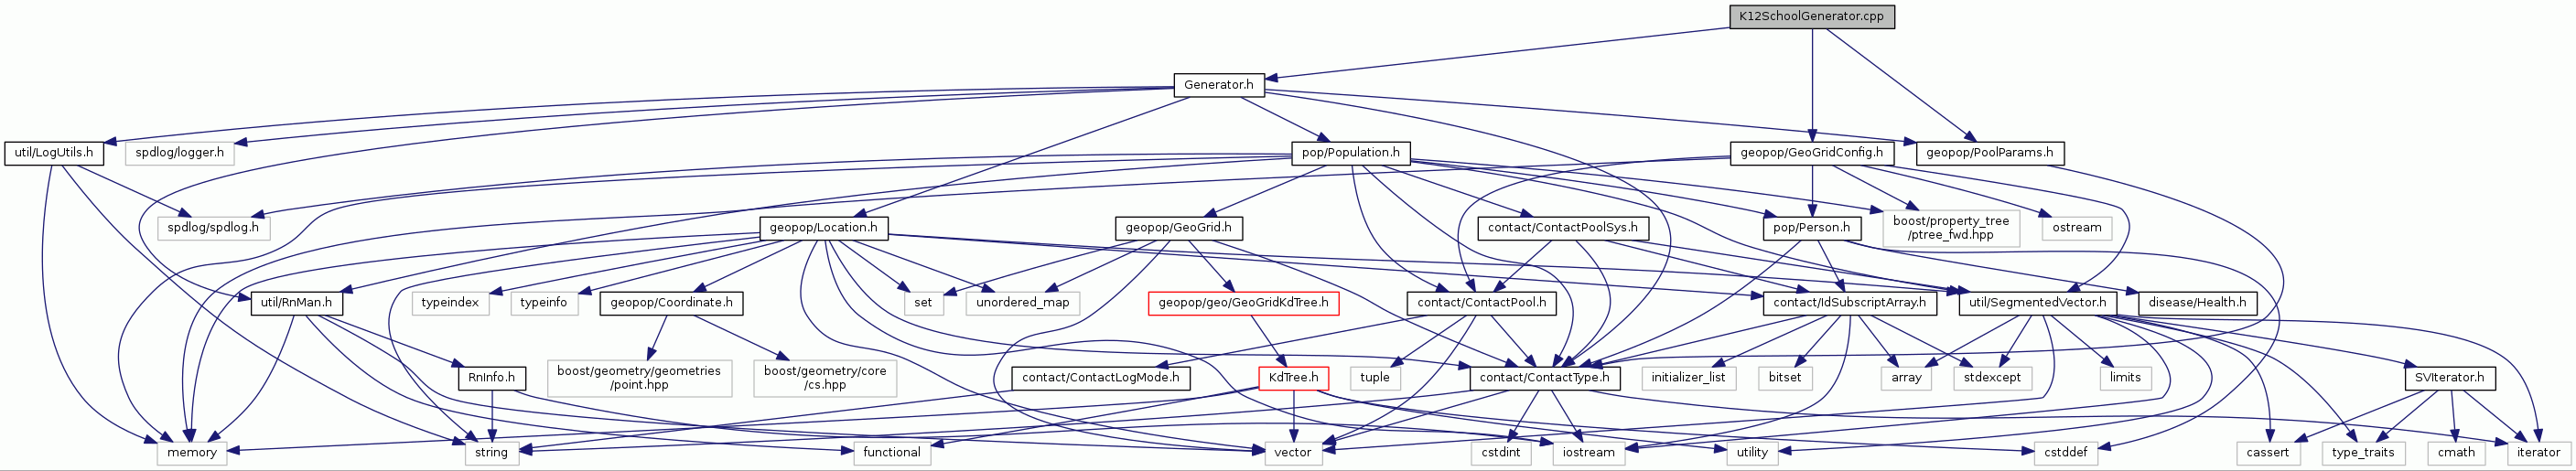 K12SchoolGenerator.cpp
Generator.h
util/LogUtils.h
spdlog/logger.h
pop/Population.h
geopop/GeoGridConfig.h
geopop/PoolParams.h
spdlog/spdlog.h
geopop/Location.h
geopop/GeoGrid.h
contact/ContactPoolSys.h
pop/Person.h
boost/property_tree
/ptree_fwd.hpp
ostream
util/RnMan.h
typeindex
typeinfo
geopop/Coordinate.h
set
unordered_map
geopop/geo/GeoGridKdTree.h
contact/ContactPool.h
contact/IdSubscriptArray.h
util/SegmentedVector.h
disease/Health.h
RnInfo.h
boost/geometry/geometries
/point.hpp
boost/geometry/core
/cs.hpp
contact/ContactLogMode.h
KdTree.h
tuple
contact/ContactType.h
initializer_list
bitset
array
stdexcept
limits
SVIterator.h
memory
string
functional
vector
cstdint
iostream
utility
cstddef
cassert
type_traits
cmath
iterator